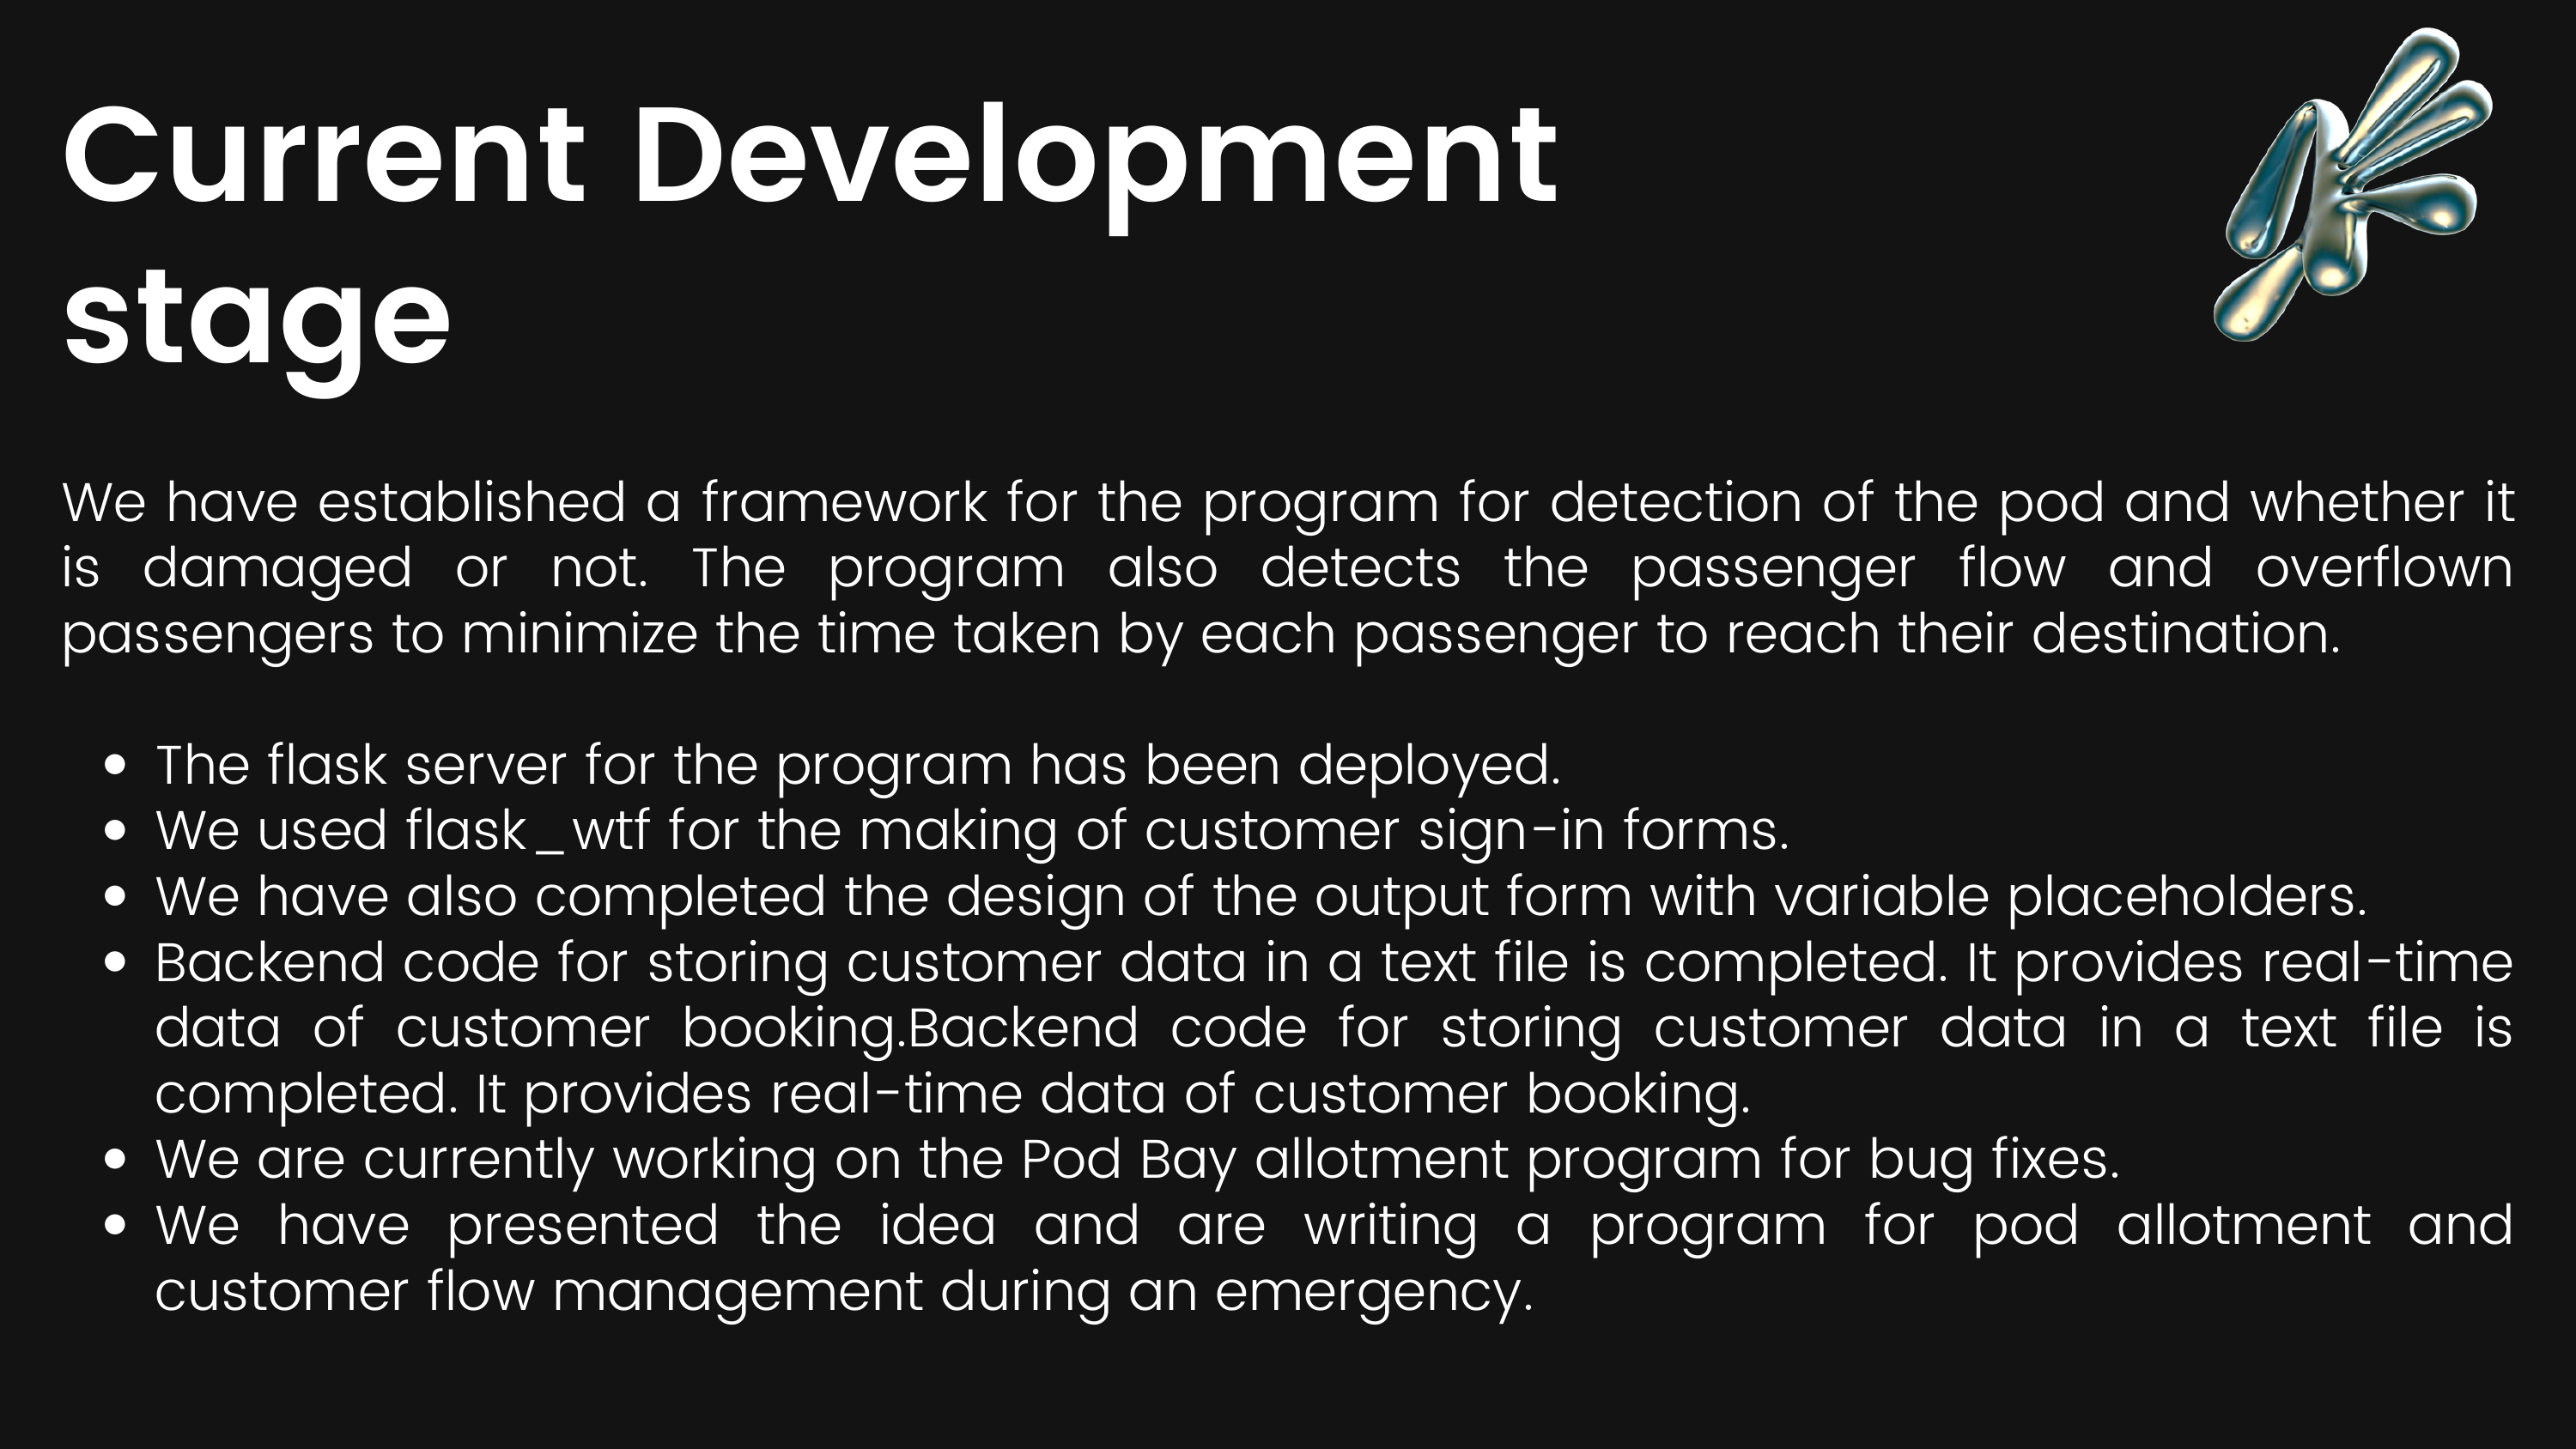 Current Development
stage
We have established a framework for the program for detection of the pod and whether it
is damaged or not. The program also detects the passenger flow and overflown
passengers to minimize the time taken by each passenger to reach their destination.
• The flask server for the program has been deployed.
• We used flask_wtf for the making of customer sign-in forms.
• We have also completed the design of the output form with variable placeholders.
• Backend code for storing customer data in a text file is completed. It provides real-time
data of customer booking.Backend code for storing customer data in a text file is
completed. It provides real-time data of customer booking.
• We are currently working on the Pod Bay allotment program for bug fixes.
• We have presented the idea and are writing a program for pod allotment and
customer flow management during an emergency.